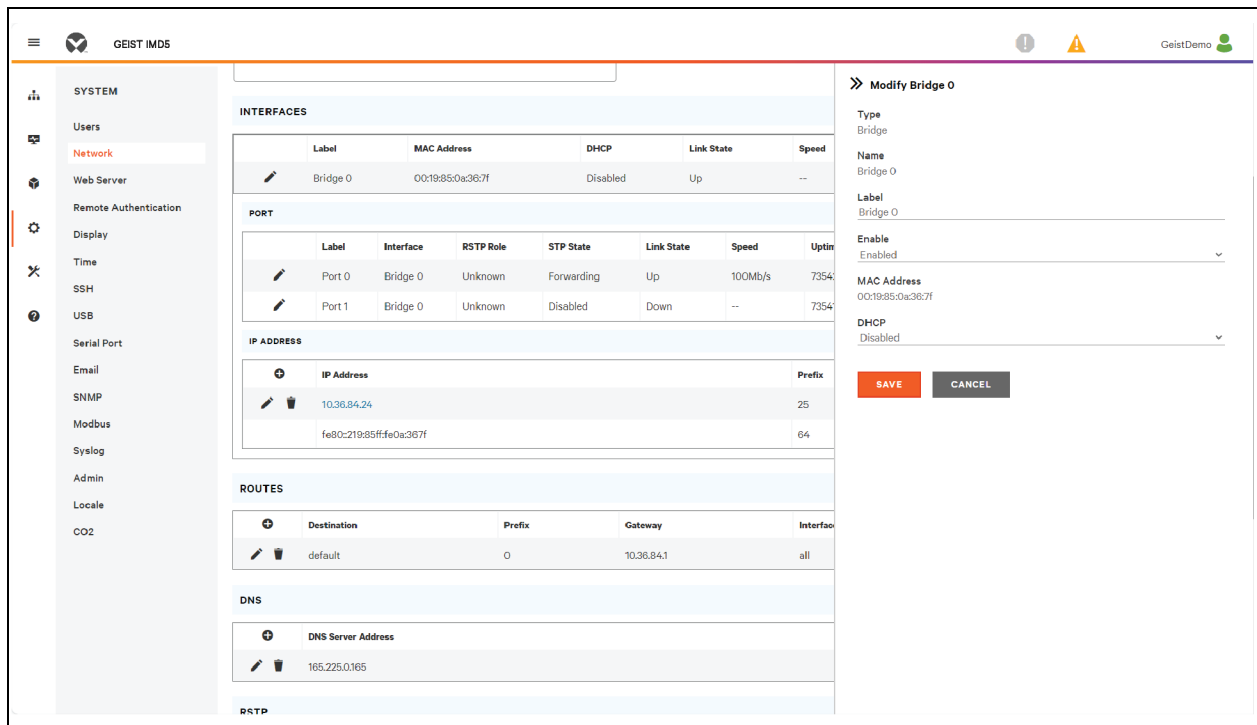 GEIST IMD5
GeistDemo
SYSTEM
Users
Network
Web Server
Remote Authentication
Display
Time
SSH
USB
Serial Port
Email
SNMP
Modbus
Syslog
Admin
Locale
CO2
INTERFACES
Label MAC Address DHCP Link State Speed
Bridge 0 00:19:85:0a:36:7f Disabled Up --
PORT
Label Interface RSTP Role STP State Link State Speed
Port 0 Bridge 0 Unknown Forwarding Up 100Mb/s
Port 1 Bridge 0 Unknown Disabled Down --
IP ADDRESS
IP Address Prefix
10.36.84.24 25
fe80::219:85ff:fe0a:367f 64
ROUTES
Destination Prefix Gateway
default 0 10.36.84.1 all
DNS
DNS Server Address
165.225.0.165
RSTP
Modify Bridge 0
Type
Bridge
Name
Bridge 0
Label
Bridge 0
Enable
Enabled
MAC Address
00:19:85:0a:36:7f
DHCP
Disabled
SAVE CANCEL